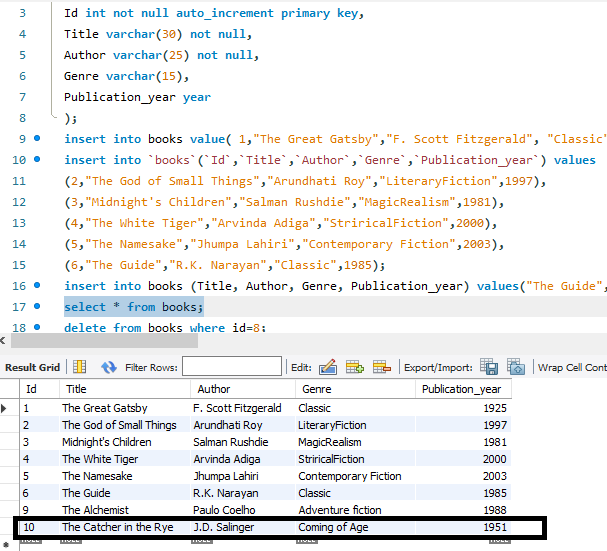 3 Id int not null auto_increment primary key,
4 Title varchar(30) not null,
5 Author varchar(25) not null,
6 Genre varchar(15),
7 Publication_year year
8 );
9 insert into books value( 1,"The Great Gatsby","F. Scott Fitzgerald", "Classic"
10 insert into `books`(`Id`,`Title`,`Author`,`Genre`,`Publication_year`) values
11 (2,"The God of Small Things","Arundhati Roy","LiteraryFiction",1997),
12 (3,"Midnight's Children","Salman Rushdie","MagicRealism",1981),
13 (4,"The White Tiger","Arvinda Adiga","StriricalFiction",2000),
14 (5,"The Namesake","Jhumpa Lahiri","Contemporary Fiction",2003),
15 (6,"The Guide","R.K. Narayan","Classic",1985);
16 insert into books (Title, Author, Genre, Publication_year) values("The Guide",
17 select * from books;
18 delete from books where id=8;
Result Grid Filter Rows: Edit: Export/Import: Wrap Cell Cont
Id Title Author Genre Publication_year
1 The Great Gatsby F. Scott Fitzgerald Classic 1925
2 The God of Small Things Arundhati Roy LiteraryFiction 1997
3 Midnight's Children Salman Rushdie MagicRealism 1981
4 The White Tiger Arvinda Adiga StriricalFiction 2000
5 The Namesake Jhumpa Lahiri Contemporary Fiction 2003
6 The Guide R.K. Narayan Classic 1985
9 The Alchemist Paulo Coelho Adventure fiction 1988
10 The Catcher in the Rye J.D. Salinger Coming of Age 1951